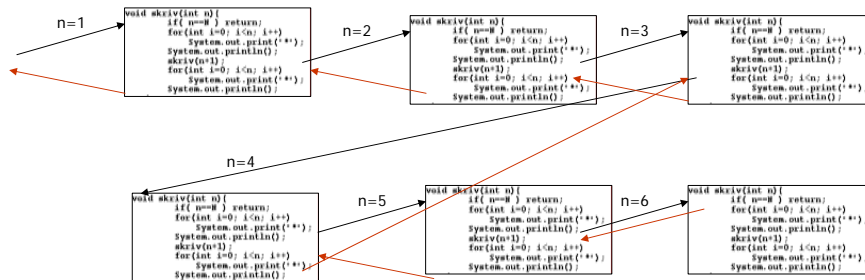 n=1
void skriv(int n){
if( n==N ) return;
for(int i=0; i<n; i++)
System.out.print('*');
System.out.println();
skriv(n+1);
for(int i=0; i<n; i++)
System.out.print('*');
System.out.println();
n=2
void skriv(int n){
if( n==N ) return;
for(int i=0; i<n; i++)
System.out.print('*');
System.out.println();
skriv(n+1);
for(int i=0; i<n; i++)
System.out.print('*');
System.out.println();
n=3
void skriv(int n){
if( n==N ) return;
for(int i=0; i<n; i++)
System.out.print('*');
System.out.println();
skriv(n+1);
for(int i=0; i<n; i++)
System.out.print('*');
System.out.println();
n=4
void skriv(int n){
if( n==N ) return;
for(int i=0; i<n; i++)
System.out.print('*');
System.out.println();
skriv(n+1);
for(int i=0; i<n; i++)
System.out.print('*');
System.out.println();
n=5
void skriv(int n){
if( n==N ) return;
for(int i=0; i<n; i++)
System.out.print('*');
System.out.println();
skriv(n+1);
for(int i=0; i<n; i++)
System.out.print('*');
System.out.println();
n=6
void skriv(int n){
if( n==N ) return;
for(int i=0; i<n; i++)
System.out.print('*');
System.out.println();
skriv(n+1);
for(int i=0; i<n; i++)
System.out.print('*');
System.out.println();